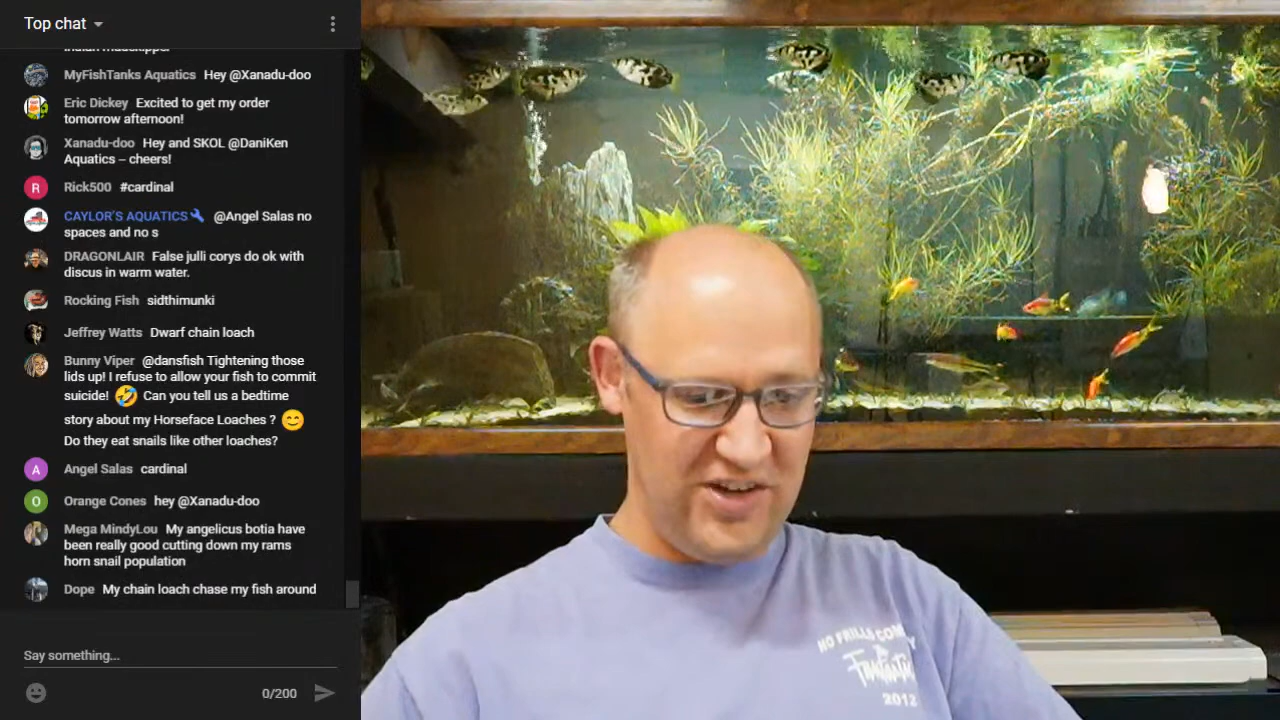 Top chat
MyFishTanks Aquatics Hey @Xanadu-doo
Eric Dickey Excited to get my order
tomorrow afternoon!
Xanadu-doo Hey and SKOL @DaniKen
Aquatics – cheers!
R Rick500 #cardinal
CAYLOR'S AQUATICS @Angel Salas no
spaces and no s
DRAGONLAIR False julli corys do ok with
discus in warm water.
Rocking Fish sidthimunki
Jeffrey Watts Dwarf chain loach
Bunny Viper @dansfish Tightening those
lids up! I refuse to allow your fish to commit
suicide! 🤣 Can you tell us a bedtime
story about my Horseface Loaches ? 😊
Do they eat snails like other loaches?
A Angel Salas cardinal
O Orange Cones hey @Xanadu-doo
Mega MindyLou My angelicus botia have
been really good cutting down my rams
horn snail population
Dope My chain loach chase my fish around
Say something...
0/200
NO FRILLS
2012